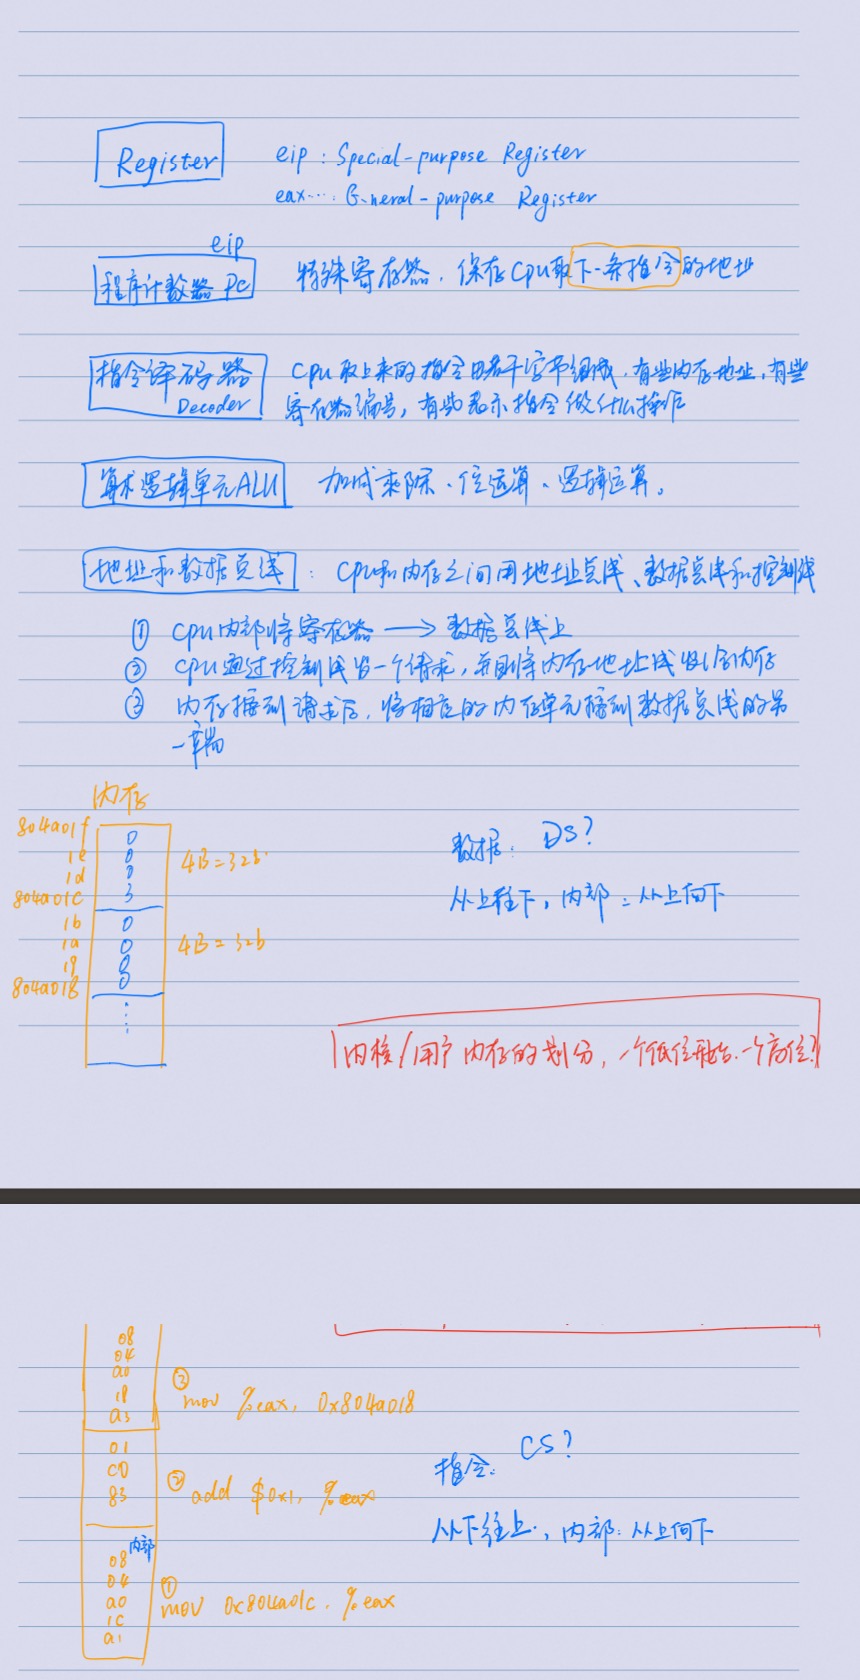 Register
eip : Special-purpose Register
eax... : General-purpose Register
eip
程序计数器 PC
特殊寄存器、保存CPU取下一条指令的地址
指令译码器
Decoder
CPU取上来的指令由若干字节组成、有些内存地址、有些
寄存器编号，有些表示指令做什么操作
算术逻辑单元ALU
加减乘除、位运算、逻辑运算。
地址和数据总线 : CPU和内存之间用地址总线、数据总线和控制线
① CPU内部将寄存器 → 数据总线上
② CPU通过控制线发一个请求，并且将内存地址线发给内存
③ 内存接到请求后，将相应的内存单元接到数据总线的另
一端
内存
804a01f 0
1e 0
1d 0
804a01c 3
4B=32b
1b 0
1a 0
19 0
804a018 0
4B=32b
数据: DS?
从上往下，内部: 从上向下
内核/用户内存的划分，一个低位开始、一个高位?
08
04
a0
18
a3
③ mov %eax, 0x804a018
01
C0
83
② add $0x1, %eax
指令: CS?
从下往上，内部: 从上向下
内部
08
04
a0
1C
a1
① mov 0x804a01c, %eax